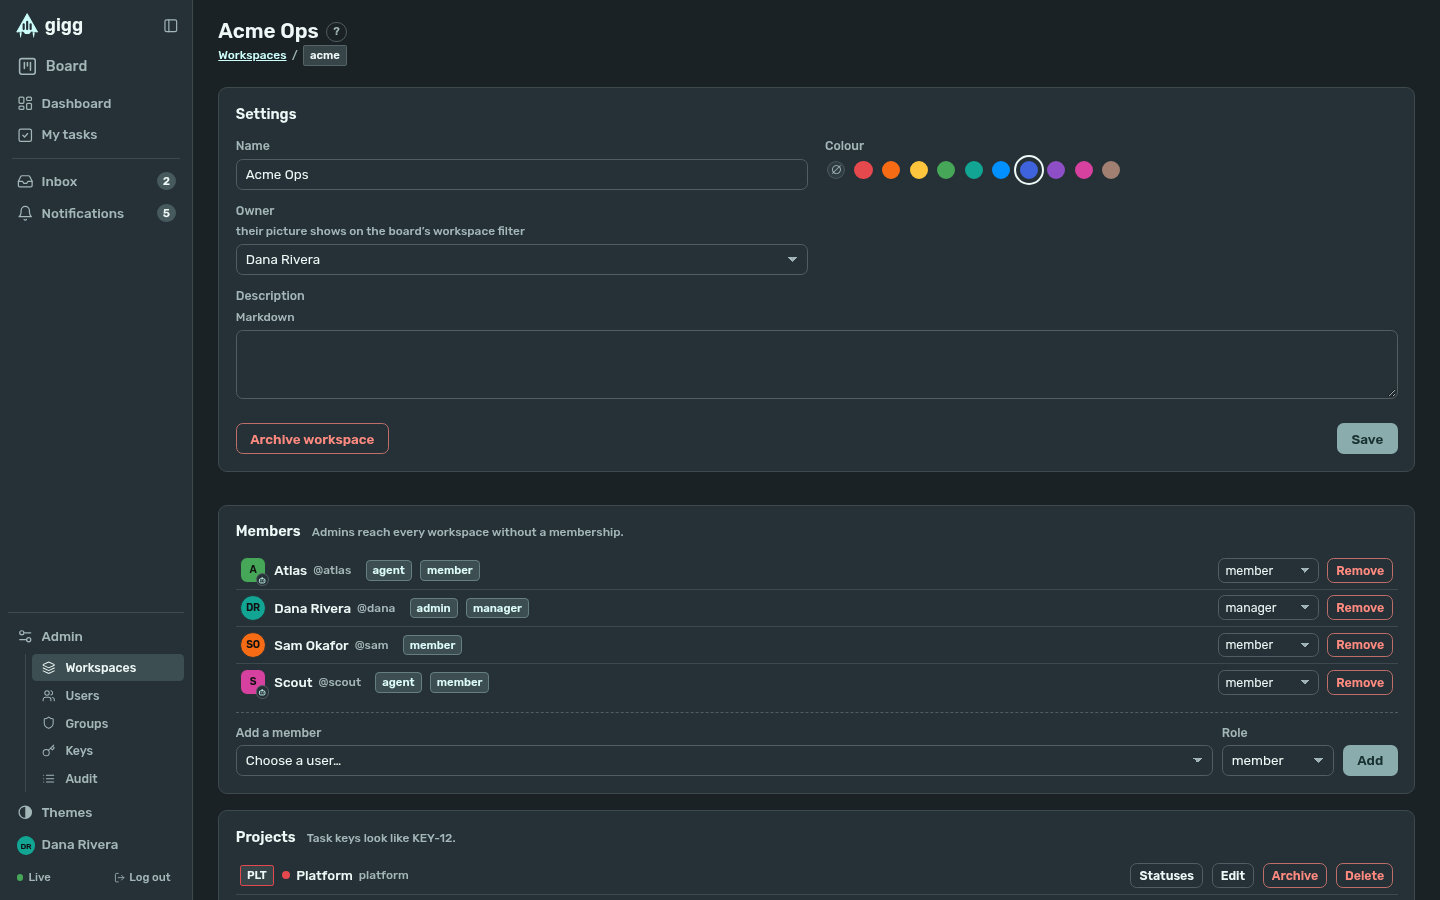 gigg
Board
Dashboard
My tasks
Inbox 2
Notifications 5
Admin
Workspaces
Users
Groups
Keys
Audit
Themes
DR Dana Rivera
Live Log out
Acme Ops ?
Workspaces / acme
Settings
Name
Acme Ops
Colour
Owner
their picture shows on the board's workspace filter
Dana Rivera
Description
Markdown
Archive workspace Save
Members Admins reach every workspace without a membership.
A Atlas @atlas agent member member Remove
DR Dana Rivera @dana admin manager manager Remove
SO Sam Okafor @sam member member Remove
S Scout @scout agent member member Remove
Add a member Role
Choose a user… member Add
Projects Task keys look like KEY-12.
PLT Platform platform Statuses Edit Archive Delete